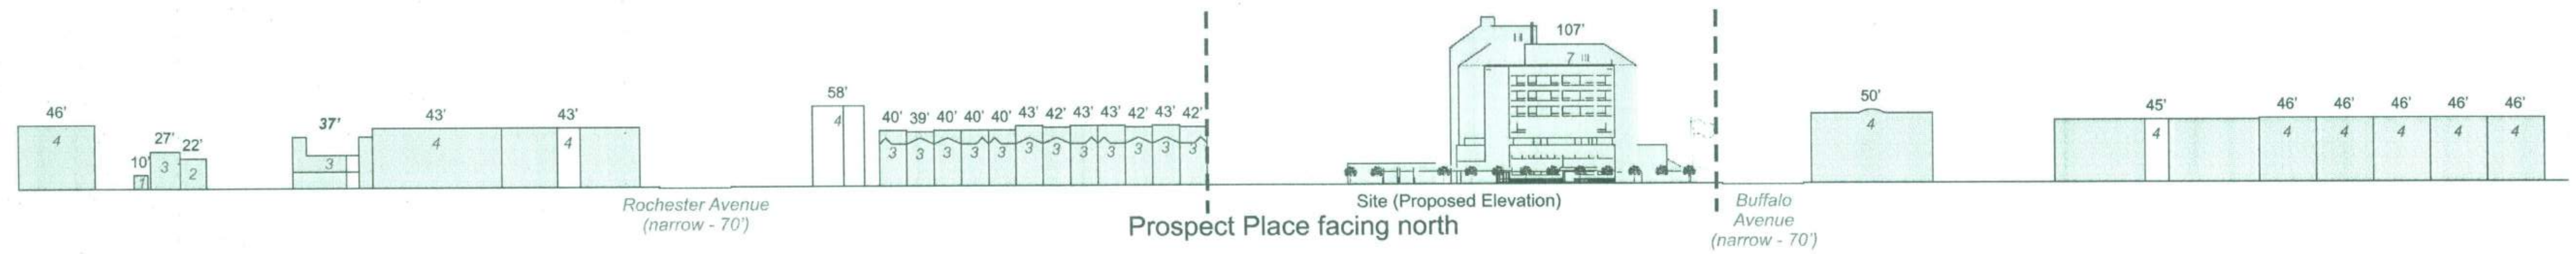 107'
7
46'
4
10'
1
27'
3
22'
2
37'
3
43'
4
43'
4
58'
4
40' 39' 40' 40' 40' 43' 42' 43' 43' 42' 43' 42'
3 3 3 3 3 3 3 3 3 3 3 3
50'
4
45'
4
46' 46' 46' 46' 46'
4 4 4 4 4
Rochester Avenue
(narrow - 70')
Site (Proposed Elevation)
Prospect Place facing north
Buffalo
Avenue
(narrow - 70')